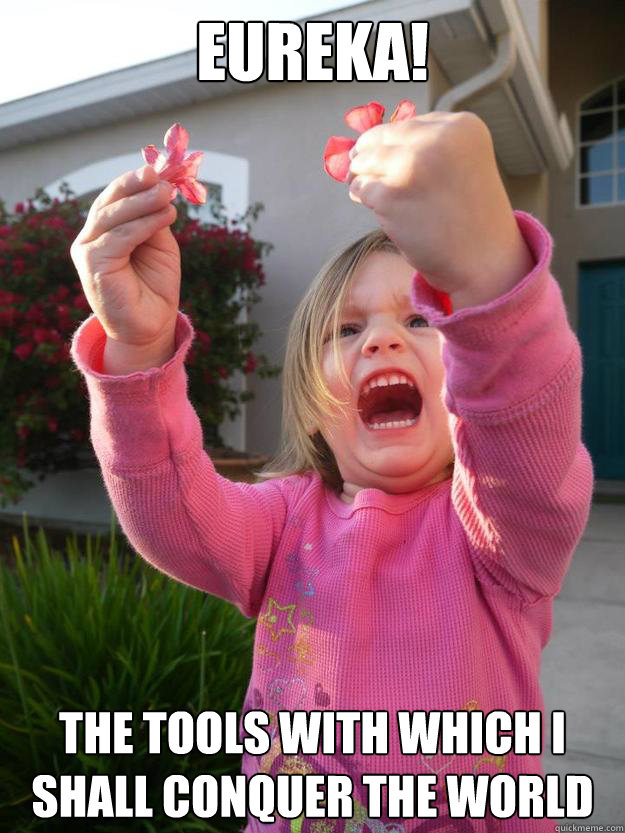 EUREKA!
THE TOOLS WITH WHICH I
SHALL CONQUER THE WORLD
quickmeme.com